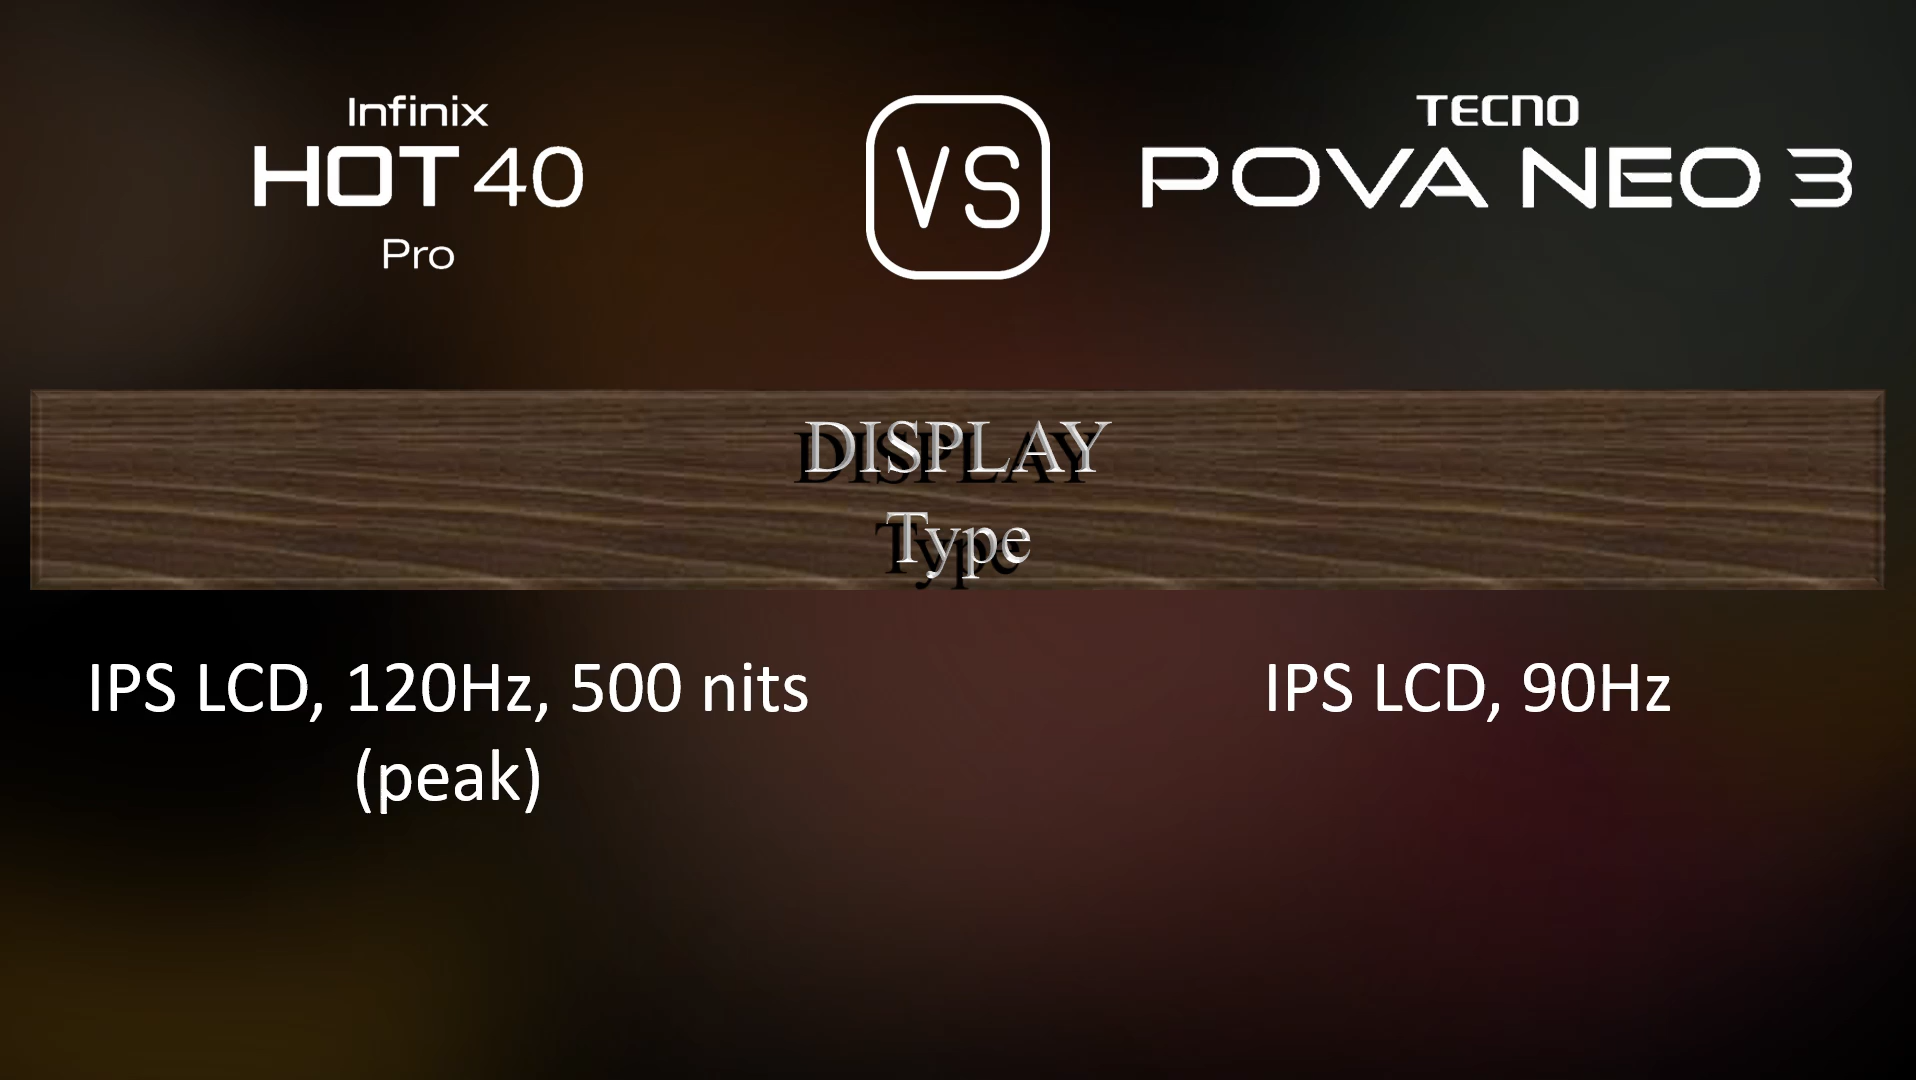 Infinix
HOT 40
Pro
VS
TECNO
POVA NEO 3
DISPLAY
Type
IPS LCD, 120Hz, 500 nits
(peak)
IPS LCD, 90Hz